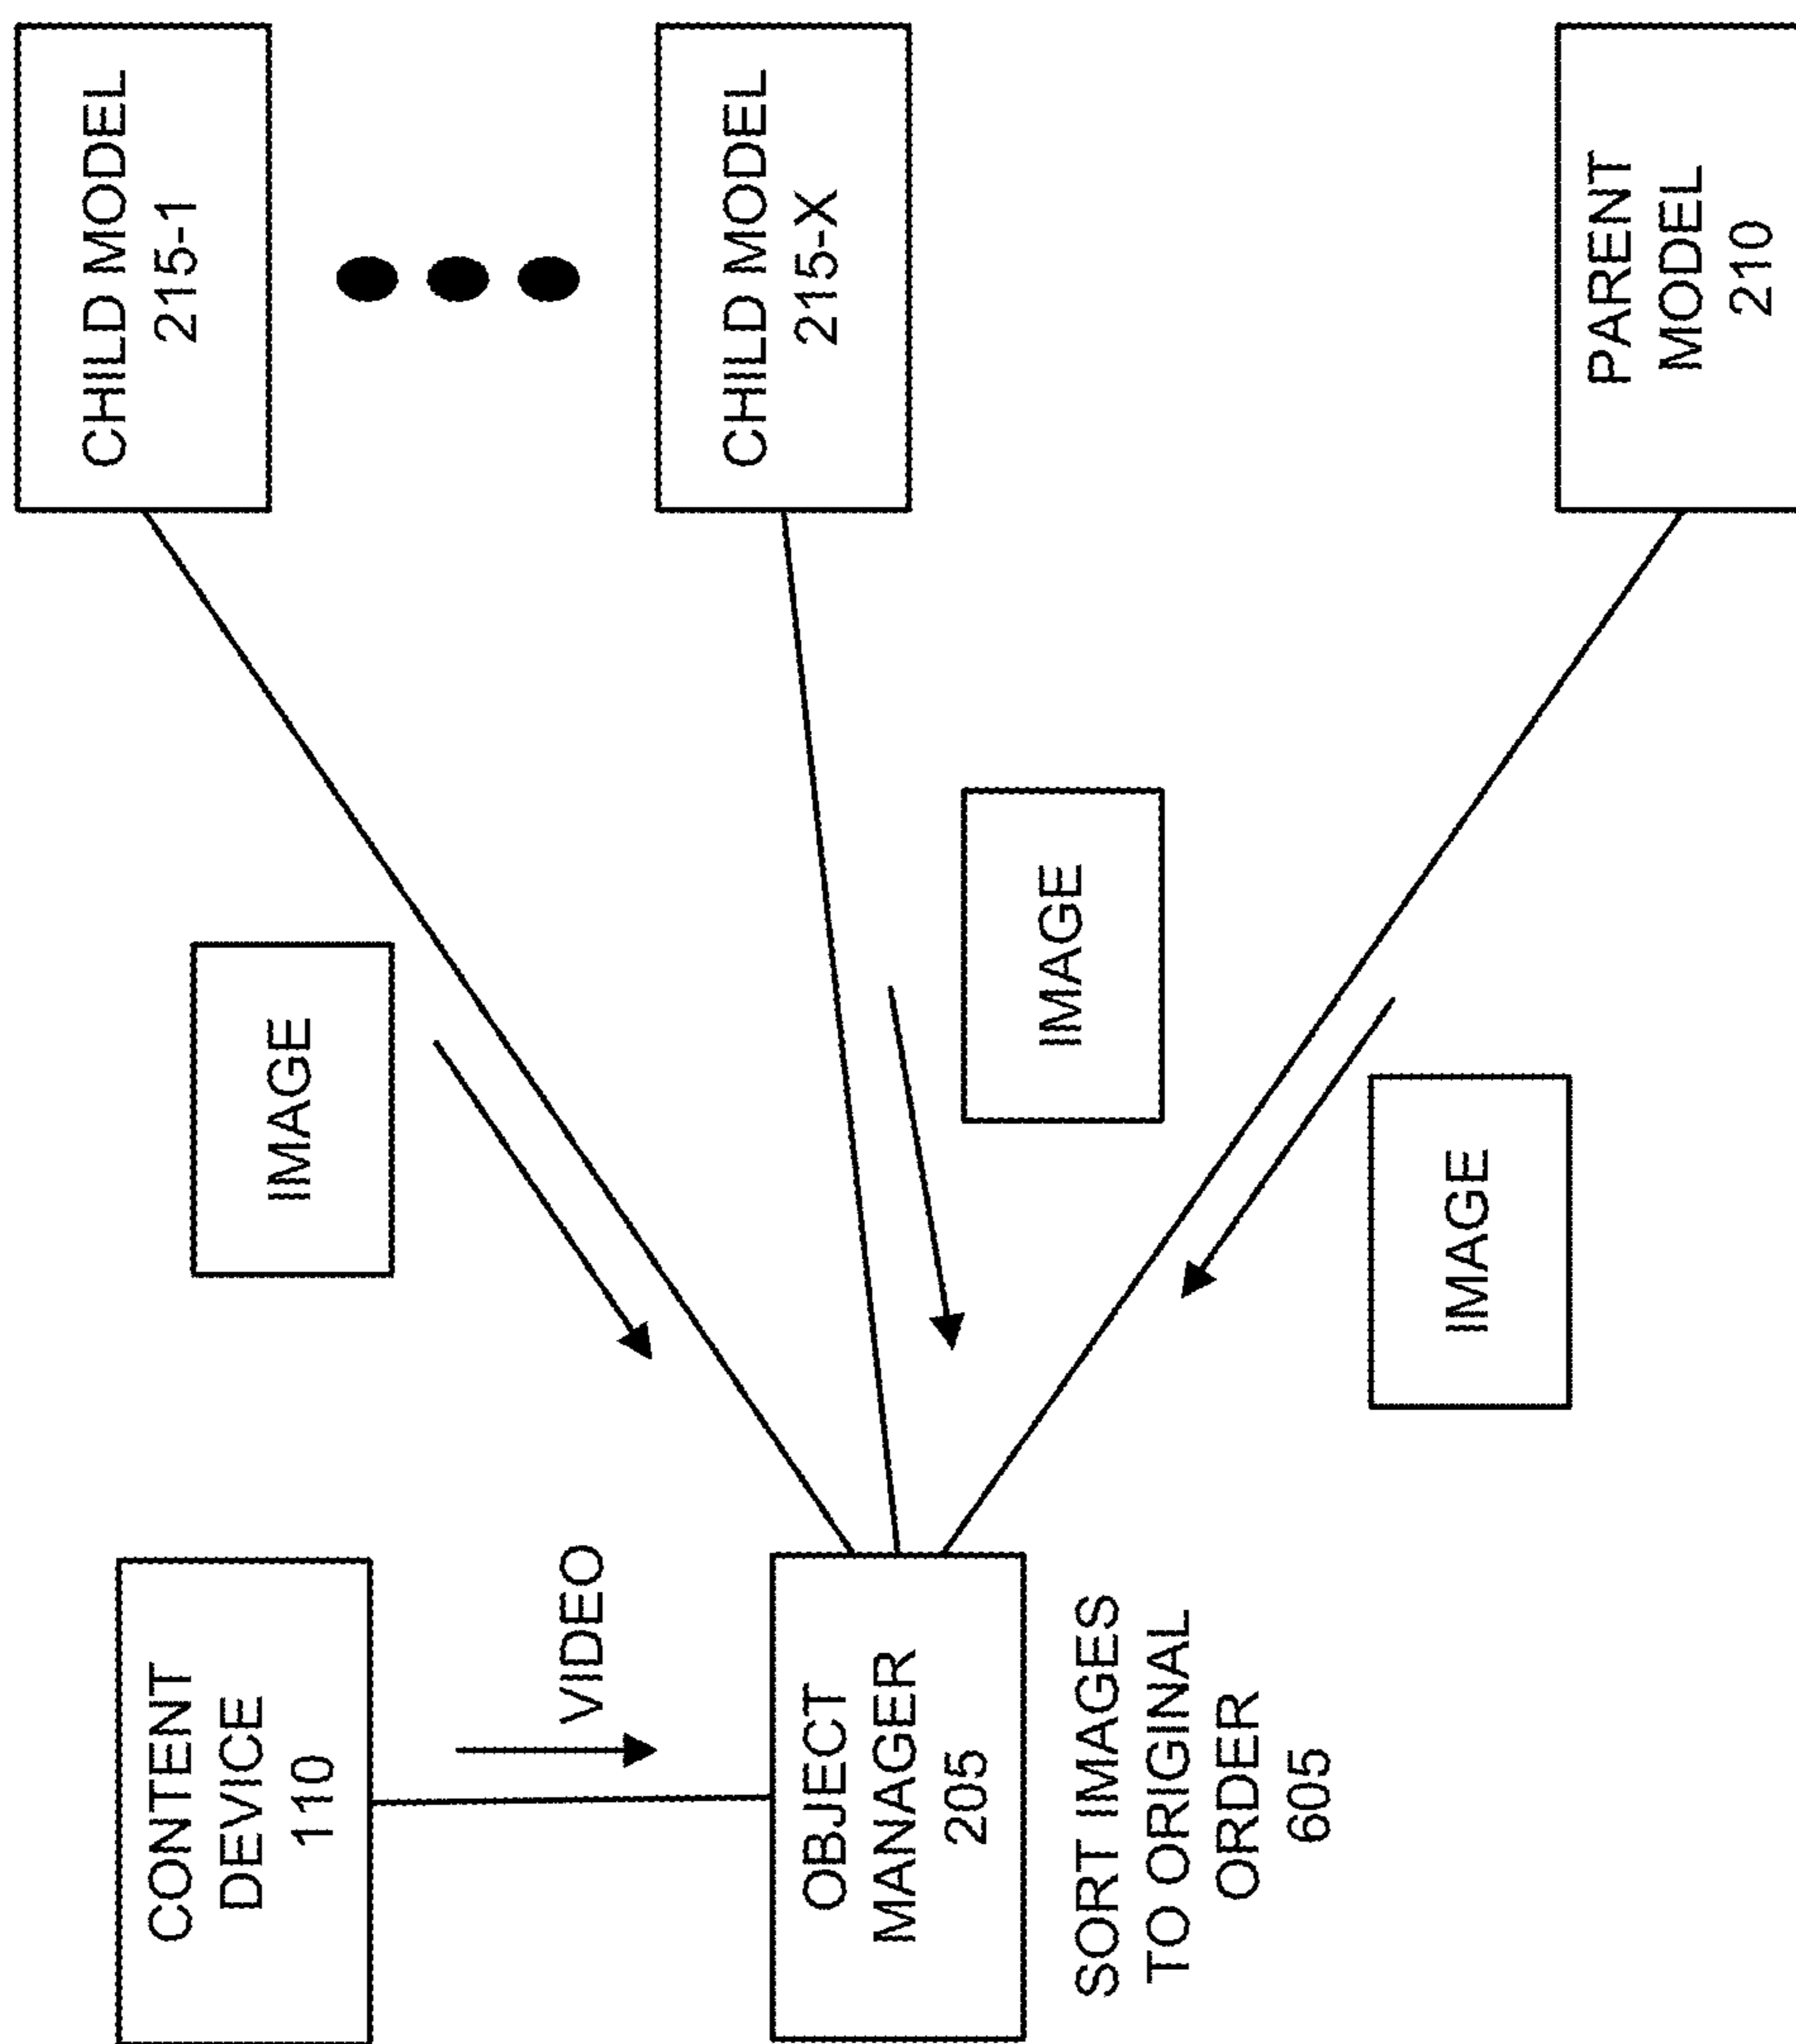 CONTENT
DEVICE
110
VIDEO
OBJECT
MANAGER
205
SORT IMAGES
TO ORIGINAL
ORDER
605
IMAGE
IMAGE
IMAGE
CHILD MODEL
215-1
CHILD MODEL
215-X
PARENT
MODEL
210